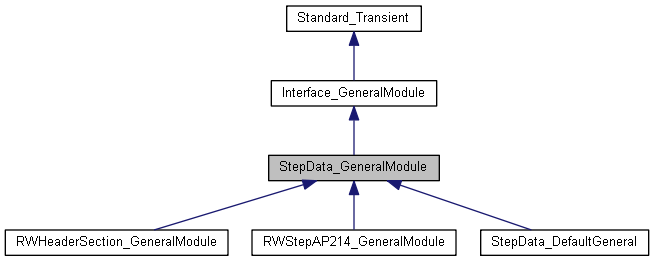 Standard_Transient
Interface_GeneralModule
StepData_GeneralModule
RWHeaderSection_GeneralModule
RWStepAP214_GeneralModule
StepData_DefaultGeneral